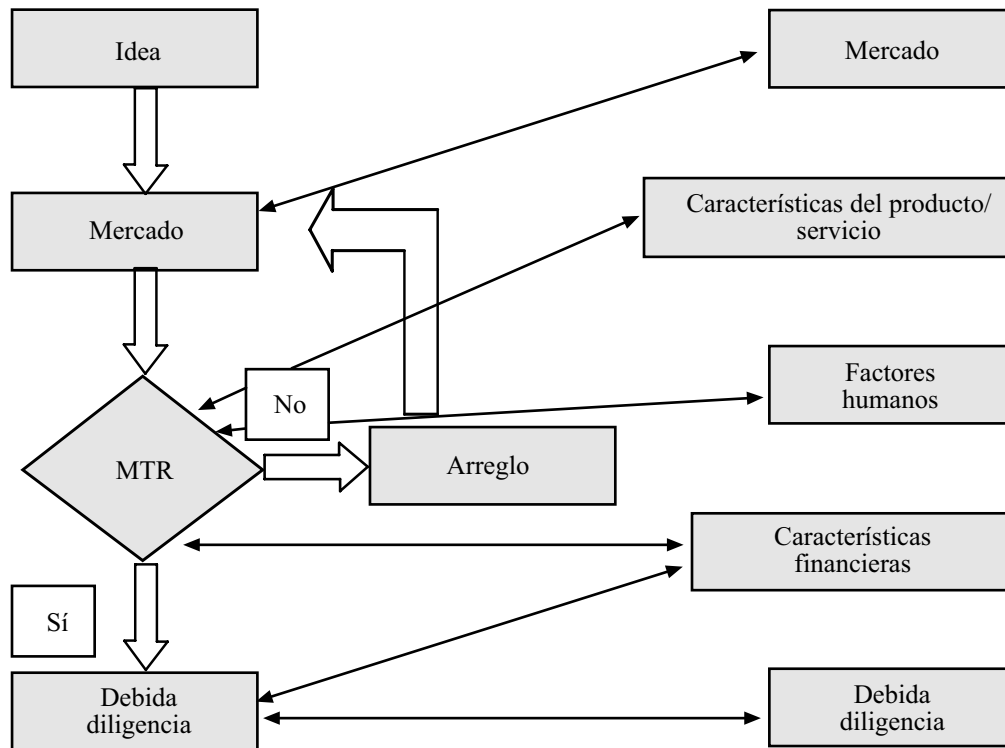 Idea
Mercado
Mercado
Características del producto/
servicio
No
Factores
humanos
MTR
Arreglo
Características
financieras
Sí
Debida
diligencia
Debida
diligencia